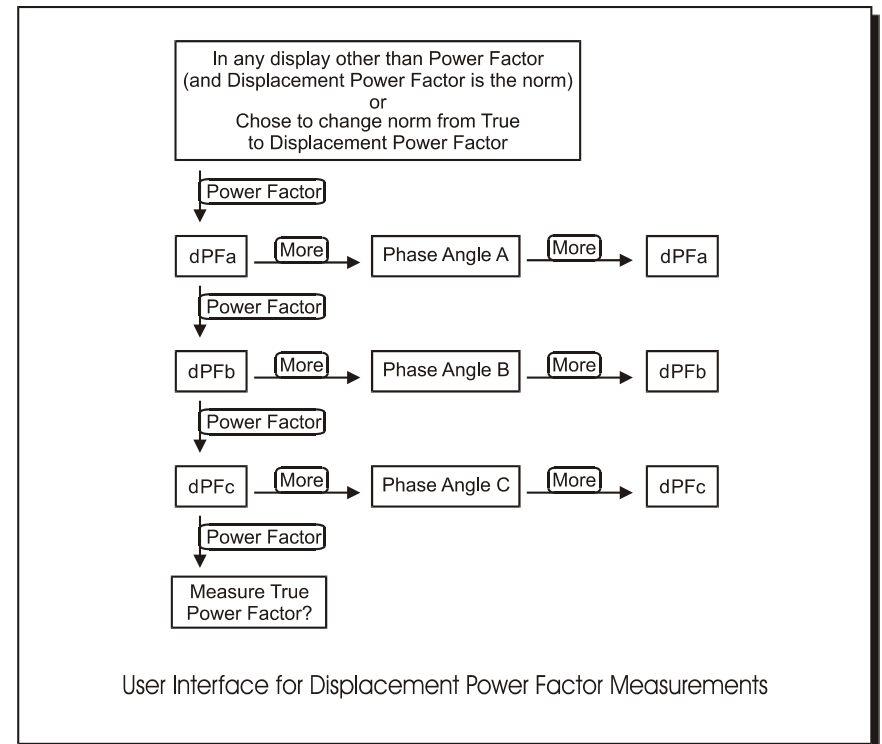 In any display other than Power Factor
(and Displacement Power Factor is the norm)
or
Chose to change norm from True
to Displacement Power Factor
Power Factor
dPFa
More
Phase Angle A
More
dPFa
Power Factor
dPFb
More
Phase Angle B
More
dPFb
Power Factor
dPFc
More
Phase Angle C
More
dPFc
Power Factor
Measure True
Power Factor?
User Interface for Displacement Power Factor Measurements